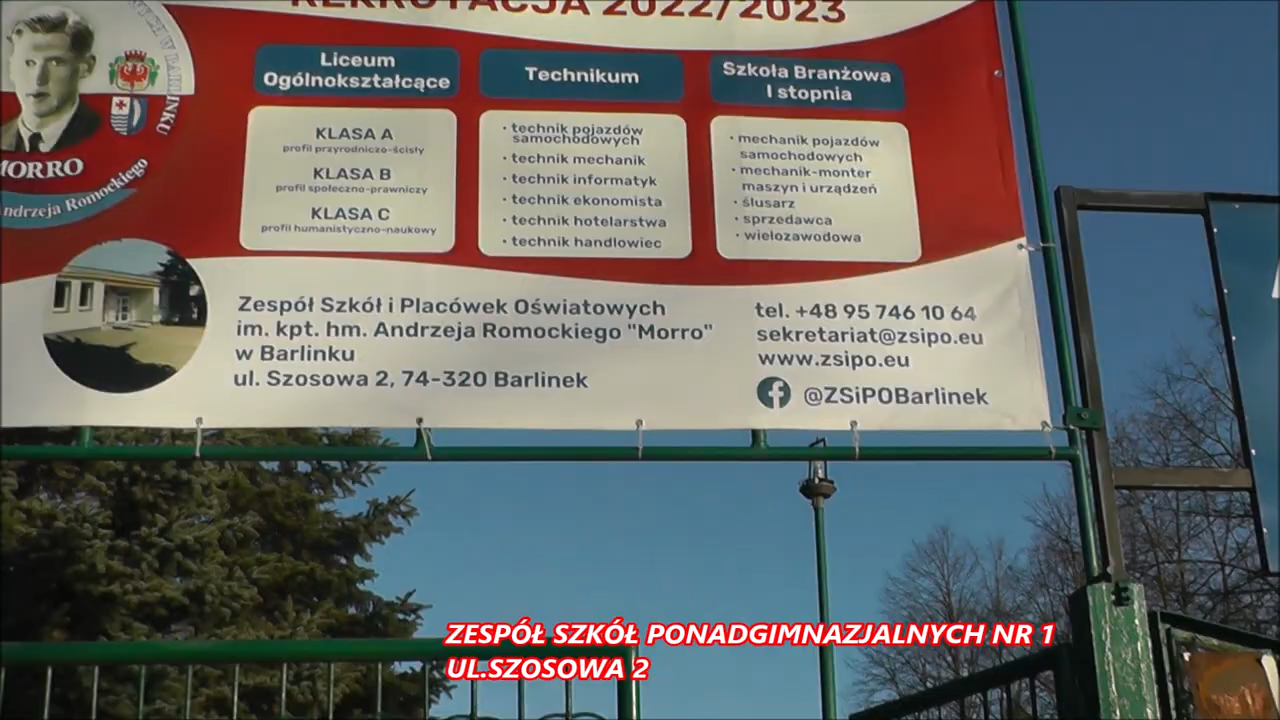 REKRUTACJA 2022/2023
W BARLINKU
MORRO
Andrzeja Romockiego
Liceum
Ogólnokształcące
KLASA A
profil przyrodniczo-ścisły
KLASA B
profil społeczno-prawniczy
KLASA C
profil humanistyczno-naukowy
Technikum
• technik pojazdów
samochodowych
• technik mechanik
• technik informatyk
• technik ekonomista
• technik hotelarstwa
• technik handlowiec
Szkoła Branżowa
I stopnia
• mechanik pojazdów
samochodowych
• mechanik-monter
maszyn i urządzeń
• ślusarz
• sprzedawca
• wielozawodowa
Zespół Szkół i Placówek Oświatowych
im. kpt. hm. Andrzeja Romockiego "Morro"
w Barlinku
ul. Szosowa 2, 74-320 Barlinek
tel. +48 95 746 10 64
sekretariat@zsipo.eu
www.zsipo.eu
@ZSiPOBarlinek
ZESPÓŁ SZKÓŁ PONADGIMNAZJALNYCH NR 1
UL.SZOSOWA 2